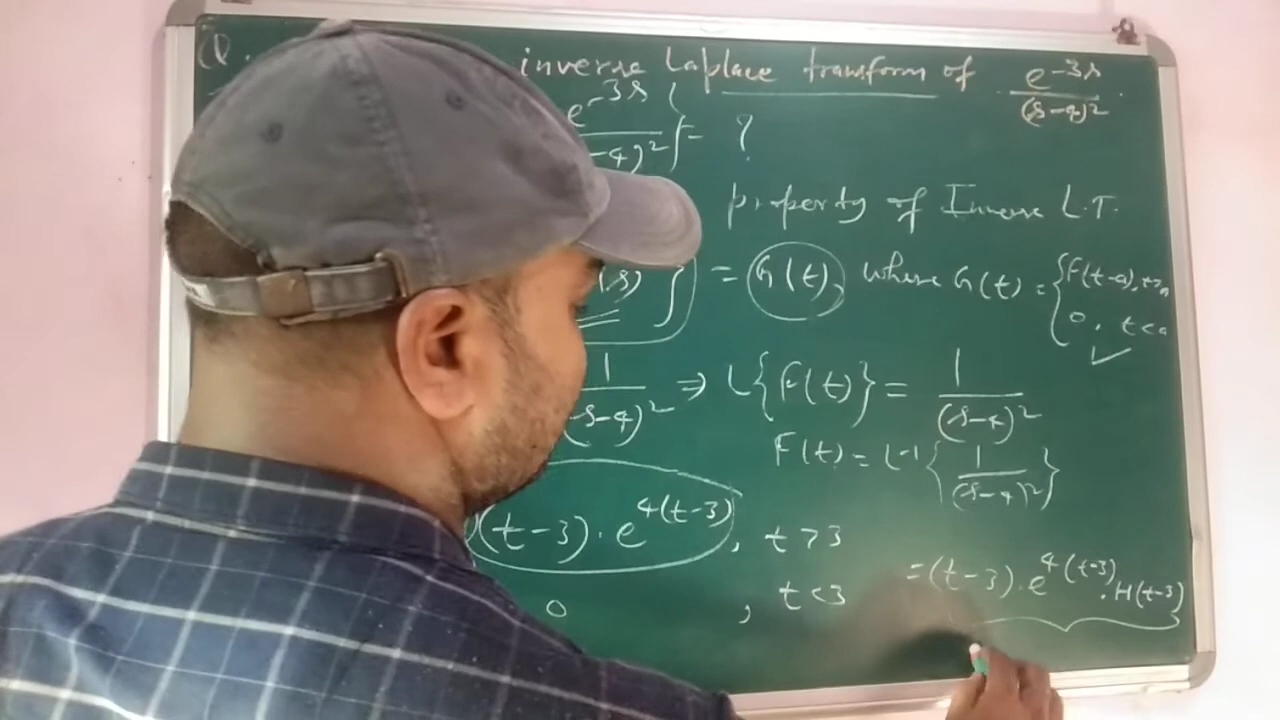 Q. inverse Laplace transform of e^{-3s}/(s-4)^2
e^{-3s}/-4)^2} = ?
property of Inverse L.T.
(s)} = G(t), where G(t) = {F(t-a), t>a
0, t<a
1/(s-4)^2 ⇒ L{F(t)} = 1/(s-4)^2
F(t) = L^{-1}{1/(s-4)^2}
(t-3)·e^{4(t-3)}, t>3
= (t-3)·e^{4(t-3)}·H(t-3)
0, t<3